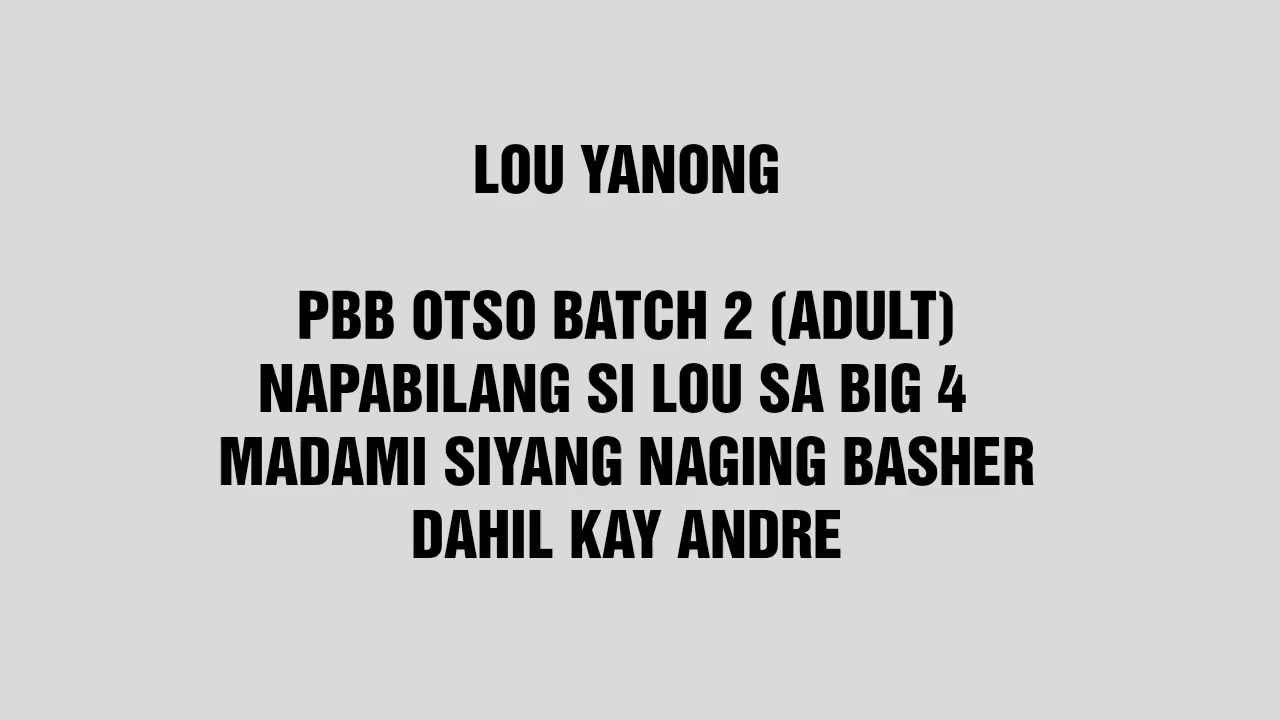 LOU YANONG
PBB OTSO BATCH 2 (ADULT)
NAPABILANG SI LOU SA BIG 4
MADAMI SIYANG NAGING BASHER
DAHIL KAY ANDRE